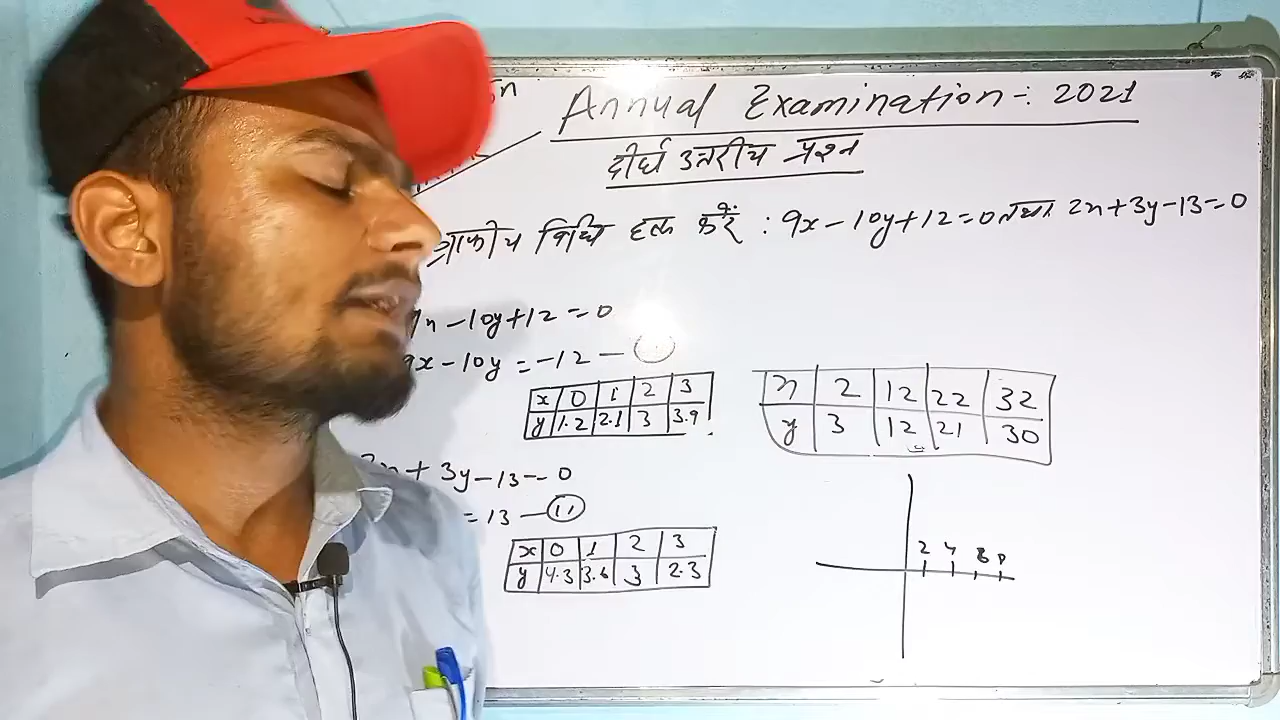 Annual Examination-: 2021
दीर्घ उत्तरीय प्रश्न
ग्राफीय विधि हल करें : 9x-10y+12=0 तथा 2x+3y-13=0
x-10y+12=0
9x-10y=-12-
x 0 1 2 3
y 1.2 2.1 3 3.9
x 2 12 22 32
y 3 12 21 30
x+3y-13=0
=13-(11)
x 0 1 2 3
y 4.3 3.6 3 2.3
2 4 8